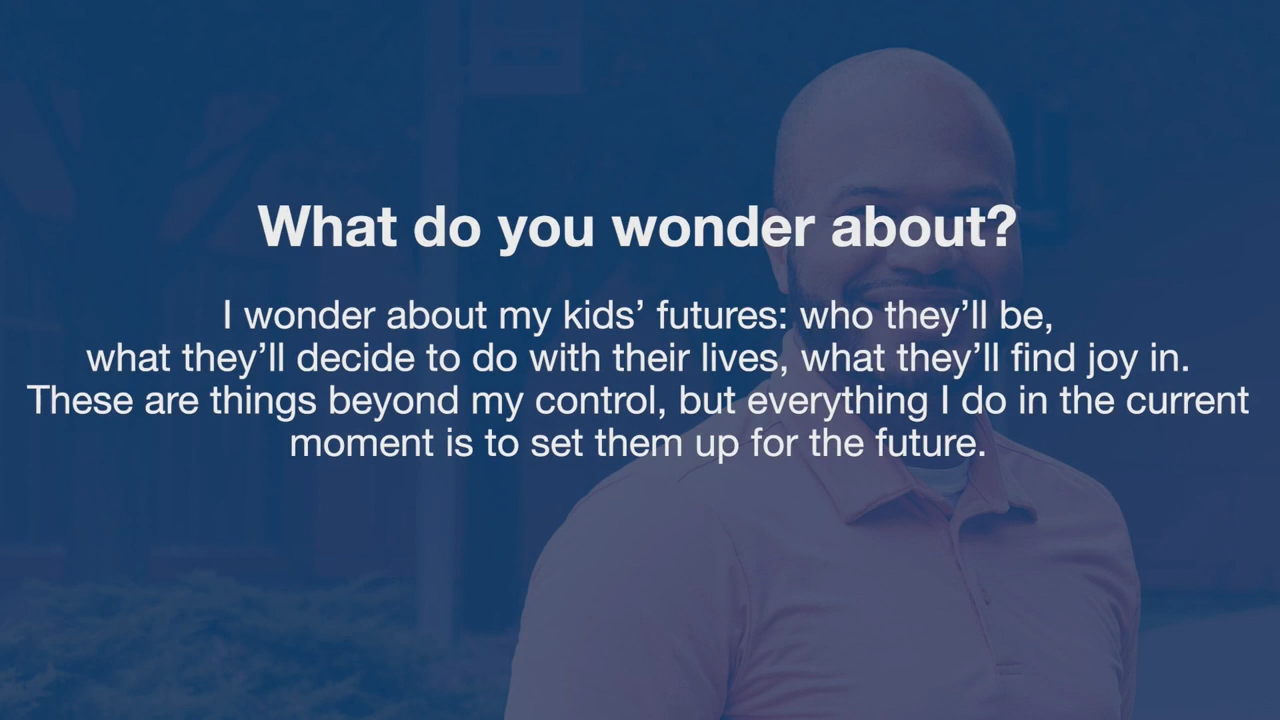 What do you wonder about?
I wonder about my kids’ futures: who they’ll be,
what they’ll decide to do with their lives, what they’ll find joy in.
These are things beyond my control, but everything I do in the current
moment is to set them up for the future.